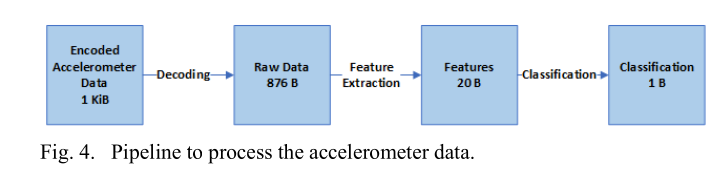 Encoded
Accelerometer
Data
1 KiB
Decoding
Raw Data
876 B
Feature
Extraction
Features
20 B
Classification
Classification
1 B
Fig. 4. Pipeline to process the accelerometer data.